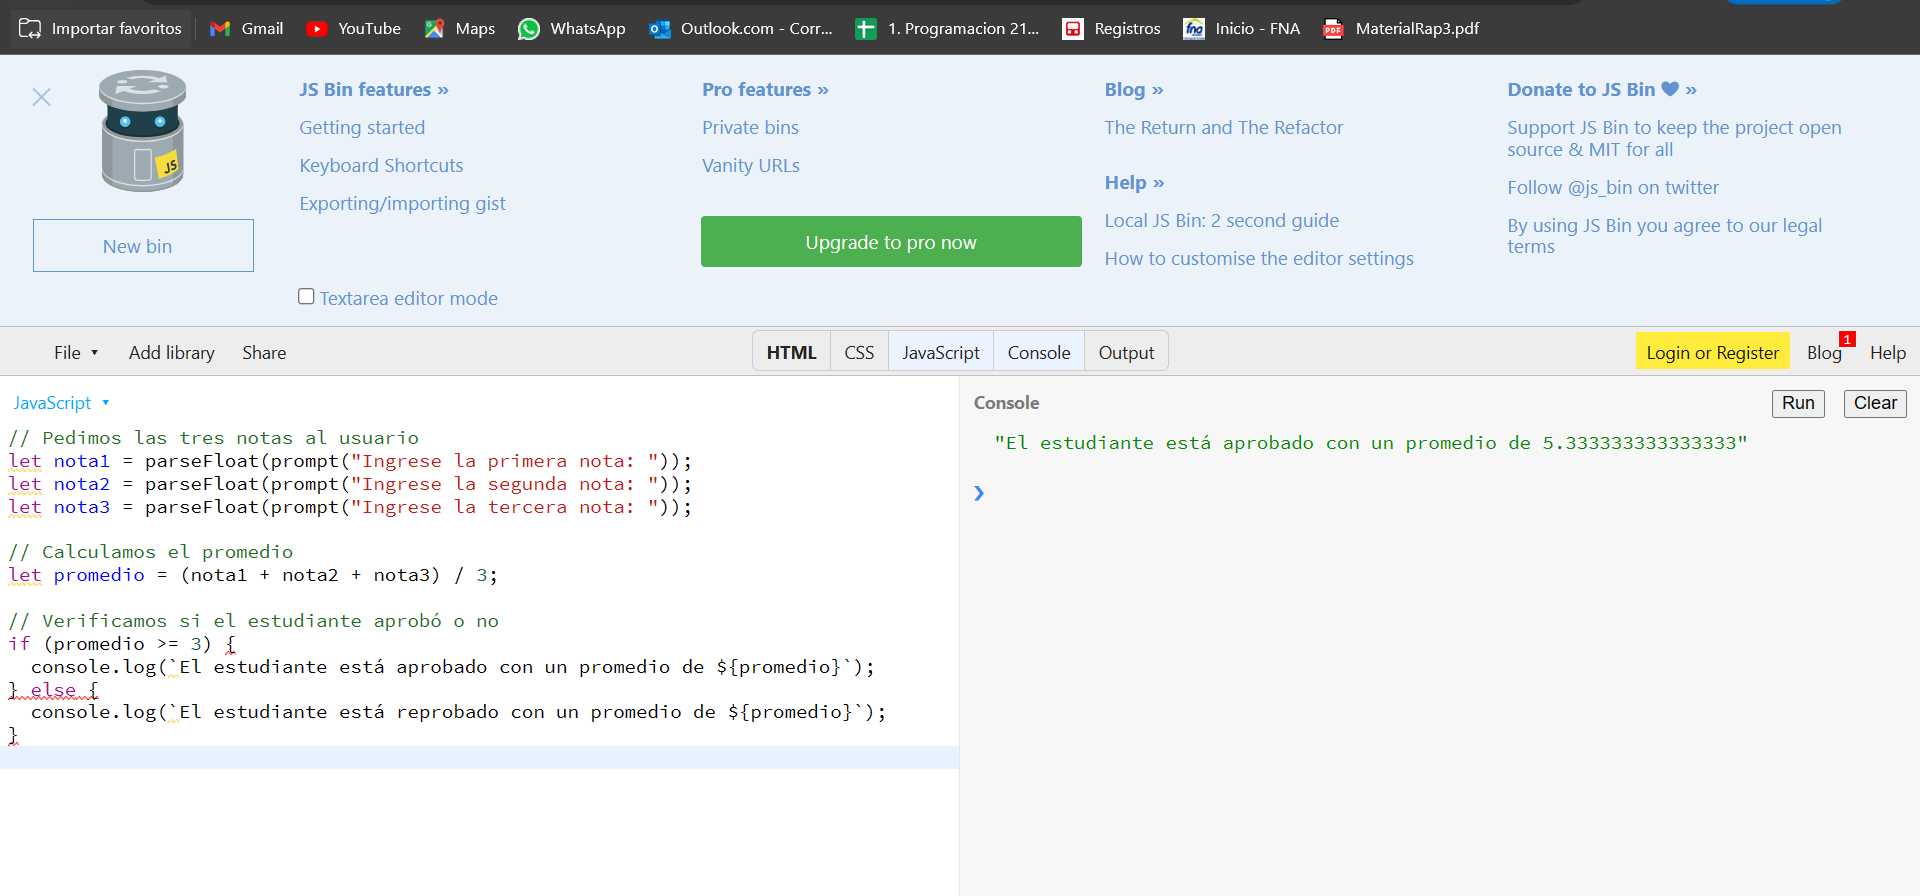 Importar favoritos Gmail YouTube Maps WhatsApp Outlook.com - Corr... 1. Programacion 21... Registros fna Inicio - FNA PDF MaterialRap3.pdf
JS
New bin
JS Bin features »
Getting started
Keyboard Shortcuts
Exporting/importing gist
Textarea editor mode
Pro features »
Private bins
Vanity URLs
Upgrade to pro now
Blog »
The Return and The Refactor
Help »
Local JS Bin: 2 second guide
How to customise the editor settings
Donate to JS Bin »
Support JS Bin to keep the project open
source & MIT for all
Follow @js_bin on twitter
By using JS Bin you agree to our legal
terms
File Add library Share HTML CSS JavaScript Console Output Login or Register Blog 1 Help
JavaScript
// Pedimos las tres notas al usuario
let nota1 = parseFloat(prompt("Ingrese la primera nota: "));
let nota2 = parseFloat(prompt("Ingrese la segunda nota: "));
let nota3 = parseFloat(prompt("Ingrese la tercera nota: "));
// Calculamos el promedio
let promedio = (nota1 + nota2 + nota3) / 3;
// Verificamos si el estudiante aprobó o no
if (promedio >= 3) {
console.log(`El estudiante está aprobado con un promedio de ${promedio}`);
} else {
console.log(`El estudiante está reprobado con un promedio de ${promedio}`);
}
Console Run Clear
"El estudiante está aprobado con un promedio de 5.333333333333333"